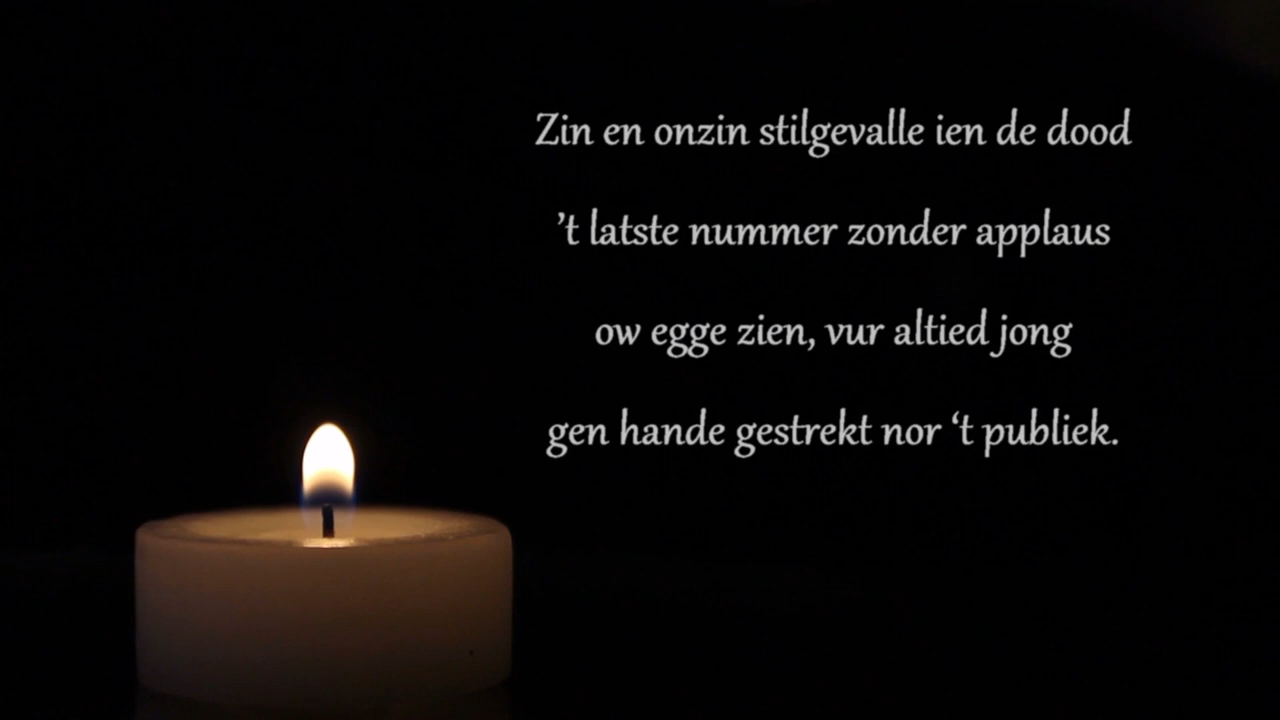 Zin en onzin stilgevalle ien de dood
’t latste nummer zonder applaus
ow egge zien, vur altied jong
gen hande gestrekt nor ‘t publiek.